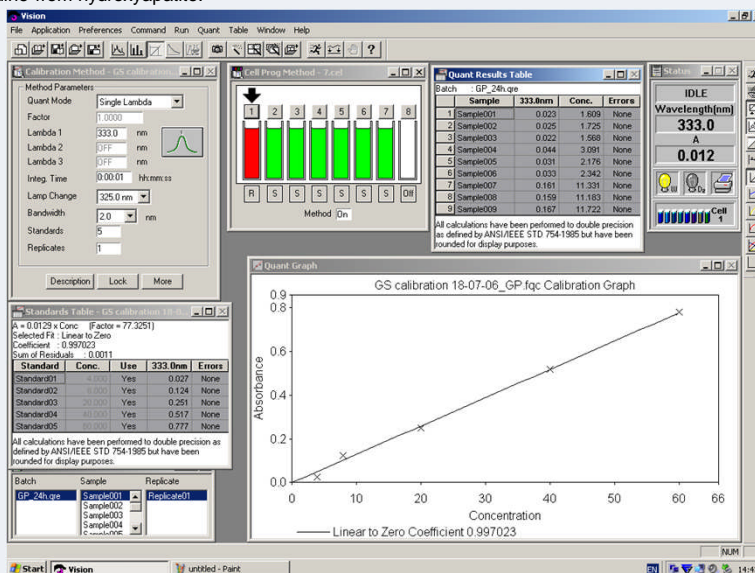 Vision
File Application Preferences Command Run Quant Table Window Help
Calibration Method - GS calibration
Method Parameters
Quant Mode Single Lambda
Factor 1.0000
Lambda 1 333.0 nm
Lambda 2 OFF nm
Lambda 3 OFF nm
Integ. Time 0:00:01 hh:mm:ss
Lamp Change 325.0 nm
Bandwidth 2.0 nm
Standards 5
Replicates 1
Description Lock More
Cell Prog Method - 7.cel
1 2 3 4 5 6 7 8
R S S S S S S Off
Method On
Quant Results Table
Batch : GP_24h.qre
Sample 333.0nm Conc. Errors
1 Sample001 0.023 1.609 None
2 Sample002 0.025 1.725 None
3 Sample003 0.022 1.568 None
4 Sample004 0.044 3.091 None
5 Sample005 0.031 2.176 None
6 Sample006 0.033 2.342 None
7 Sample007 0.161 11.331 None
8 Sample008 0.159 11.183 None
9 Sample009 0.167 11.722 None
All calculations have been performed to double precision
as defined by ANSI/IEEE STD 754-1985 but have been
rounded for display purposes.
Status
IDLE
Wavelength(nm)
333.0
A
0.012
Cell
1
Standards Table - GS calibration 18-0
A = 0.0129 x Conc (Factor = 77.3251)
Selected Fit : Linear to Zero
Coefficient : 0.997023
Sum of Residuals : 0.0011
Standard Conc. Use 333.0nm Errors
Standard01 4.000 Yes 0.027 None
Standard02 8.000 Yes 0.124 None
Standard03 20.000 Yes 0.251 None
Standard04 40.000 Yes 0.517 None
Standard05 60.000 Yes 0.777 None
All calculations have been performed to double precision as
defined by ANSI/IEEE STD 754-1985 but have been
rounded for display purposes.
Batch Sample Replicate
GP_24h.qre Sample001 Replicate01
Sample002
Sample003
Sample004
Quant Graph
GS calibration 18-07-06_GP.fqc Calibration Graph
0.9
0.8
0.6
0.4
0.2
0.0
Absorbance
0 10 20 30 40 50 60 66
Concentration
Linear to Zero Coefficient 0.997023
NUM
Start Vision untitled - Paint EN